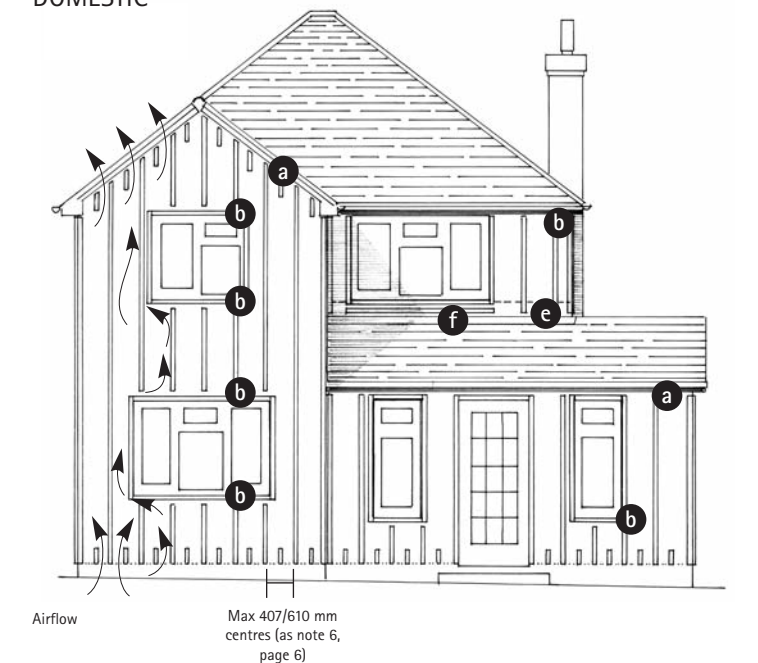 DOMESTIC
a
b
b
b
f
e
b
a
b
b
Airflow
Max 407/610 mm
centres (as note 6,
page 6)